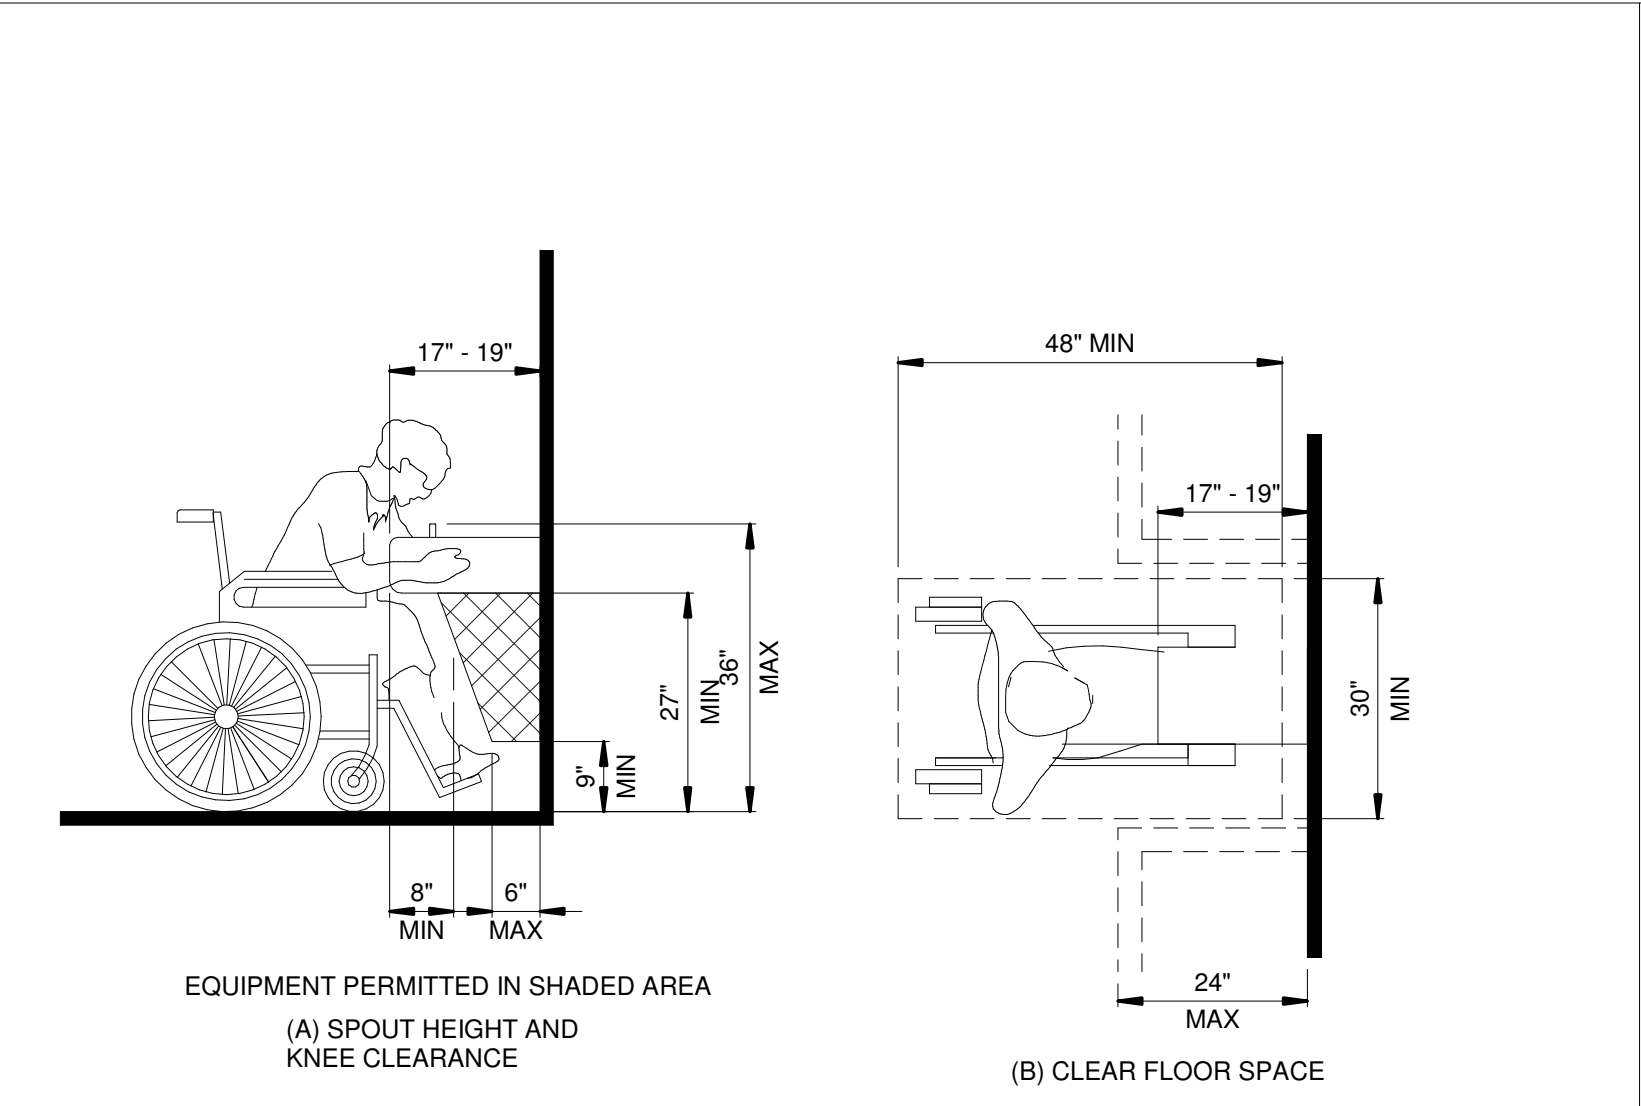 17" - 19"
36"
MAX
27"
MIN
9"
MIN
8"
MIN
6"
MAX
EQUIPMENT PERMITTED IN SHADED AREA
(A) SPOUT HEIGHT AND
KNEE CLEARANCE
48" MIN
17" - 19"
30"
MIN
24"
MAX
(B) CLEAR FLOOR SPACE